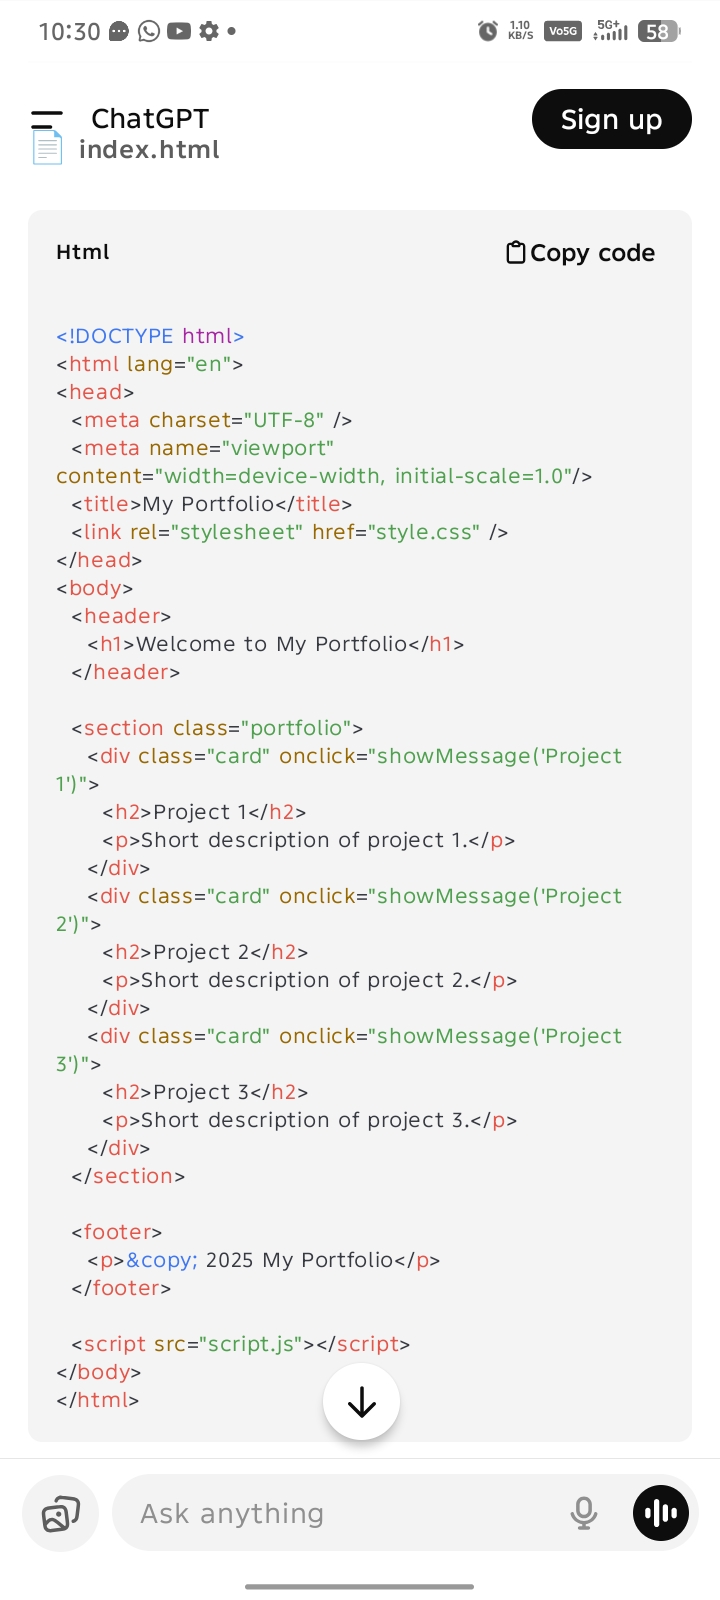 10:30
1.10
KB/S
Vo5G
5G+
58
ChatGPT
Sign up
index.html
Html
Copy code
<!DOCTYPE html>
<html lang="en">
<head>
  <meta charset="UTF-8" />
  <meta name="viewport"
content="width=device-width, initial-scale=1.0"/>
  <title>My Portfolio</title>
  <link rel="stylesheet" href="style.css" />
</head>
<body>
  <header>
    <h1>Welcome to My Portfolio</h1>
  </header>

  <section class="portfolio">
    <div class="card" onclick="showMessage('Project
1')">
      <h2>Project 1</h2>
      <p>Short description of project 1.</p>
    </div>
    <div class="card" onclick="showMessage('Project
2')">
      <h2>Project 2</h2>
      <p>Short description of project 2.</p>
    </div>
    <div class="card" onclick="showMessage('Project
3')">
      <h2>Project 3</h2>
      <p>Short description of project 3.</p>
    </div>
  </section>

  <footer>
    <p>&copy; 2025 My Portfolio</p>
  </footer>

  <script src="script.js"></script>
</body>
</html>
Ask anything